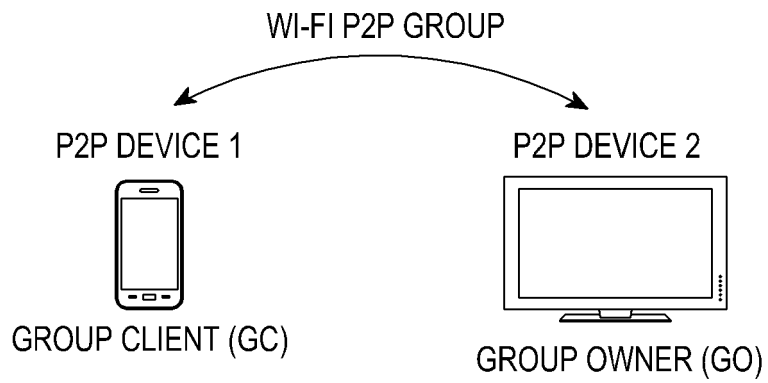 WI-FI P2P GROUP
P2P DEVICE 1
P2P DEVICE 2
GROUP CLIENT (GC)
GROUP OWNER (GO)